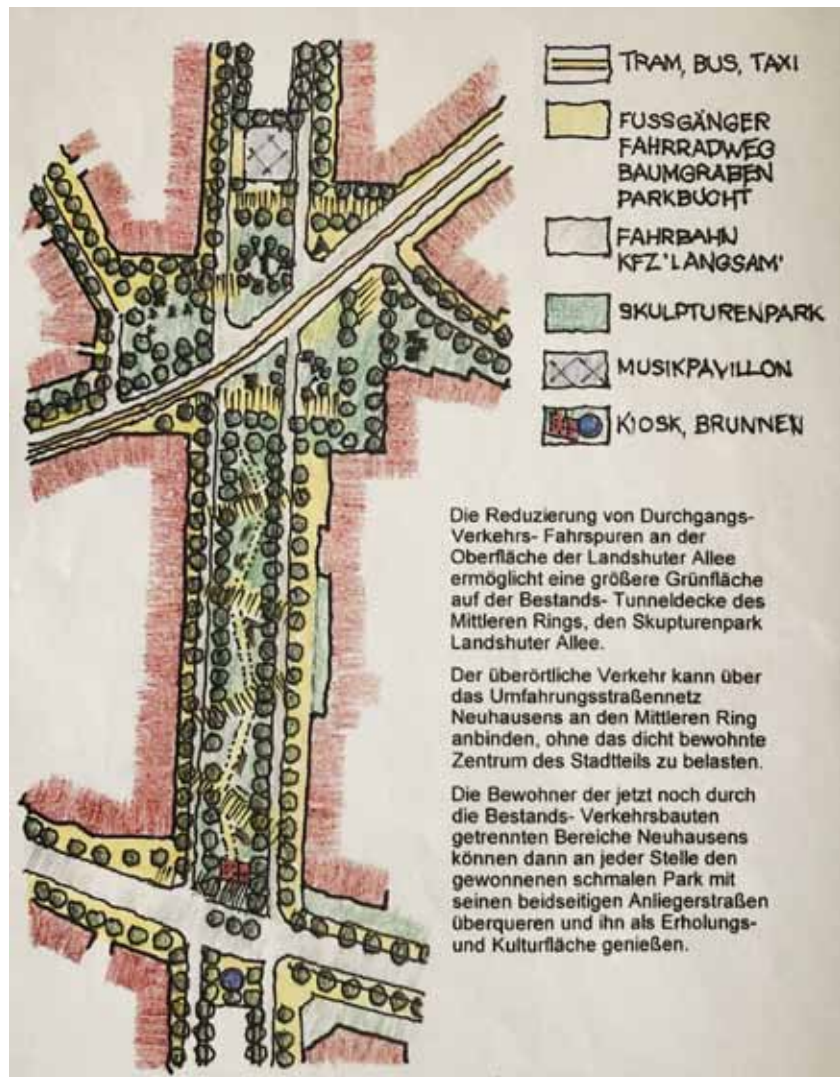 TRAM, BUS, TAXI
FUSSGÄNGER
FAHRRADWEG
BAUMGRABEN
PARKBUCHT
FAHRBAHN
KFZ 'LANGSAM'
SKULPTURENPARK
MUSIKPAVILLON
KIOSK, BRUNNEN
Die Reduzierung von Durchgangs-
Verkehrs- Fahrspuren an der
Oberfläche der Landshuter Allee
ermöglicht eine größere Grünfläche
auf der Bestands- Tunneldecke des
Mittleren Rings, den Skupturenpark
Landshuter Allee.
Der überörtliche Verkehr kann über
das Umfahrungsstraßennetz
Neuhausens an den Mittleren Ring
anbinden, ohne das dicht bewohnte
Zentrum des Stadtteils zu belasten.
Die Bewohner der jetzt noch durch
die Bestands- Verkehrsbauten
getrennten Bereiche Neuhausens
können dann an jeder Stelle den
gewonnenen schmalen Park mit
seinen beidseitigen Anliegerstraßen
überqueren und ihn als Erholungs-
und Kulturfläche genießen.